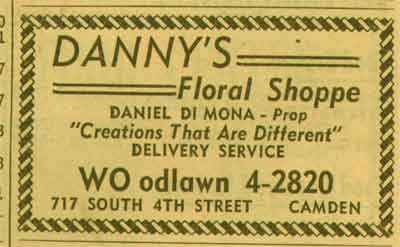 DANNY'S
Floral Shoppe
DANIEL DI MONA - Prop
"Creations That Are Different"
DELIVERY SERVICE
WO odlawn 4-2820
717 SOUTH 4TH STREET CAMDEN